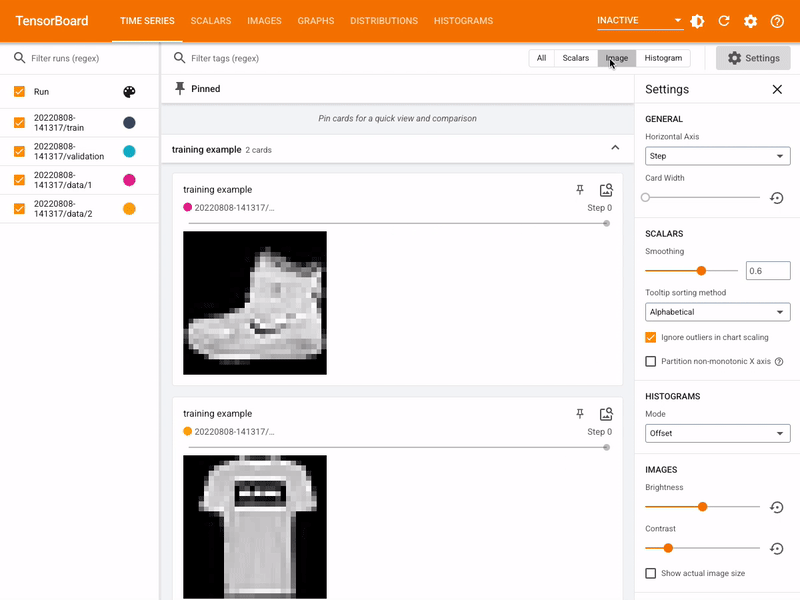 TensorBoard
TIME SERIES
SCALARS
IMAGES
GRAPHS
DISTRIBUTIONS
HISTOGRAMS
INACTIVE
Filter runs (regex)
Run
20220808-
141317/train
20220808-
141317/validation
20220808-
141317/data/1
20220808-
141317/data/2
Filter tags (regex)
All
Scalars
Image
Histogram
Settings
Pinned
Pin cards for a quick view and comparison
training example 2 cards
training example
20220808-141317/...
Step 0
training example
20220808-141317/...
Step 0
Settings
GENERAL
Horizontal Axis
Step
Card Width
SCALARS
Smoothing
0.6
Tooltip sorting method
Alphabetical
Ignore outliers in chart scaling
Partition non-monotonic X axis
HISTOGRAMS
Mode
Offset
IMAGES
Brightness
Contrast
Show actual image size